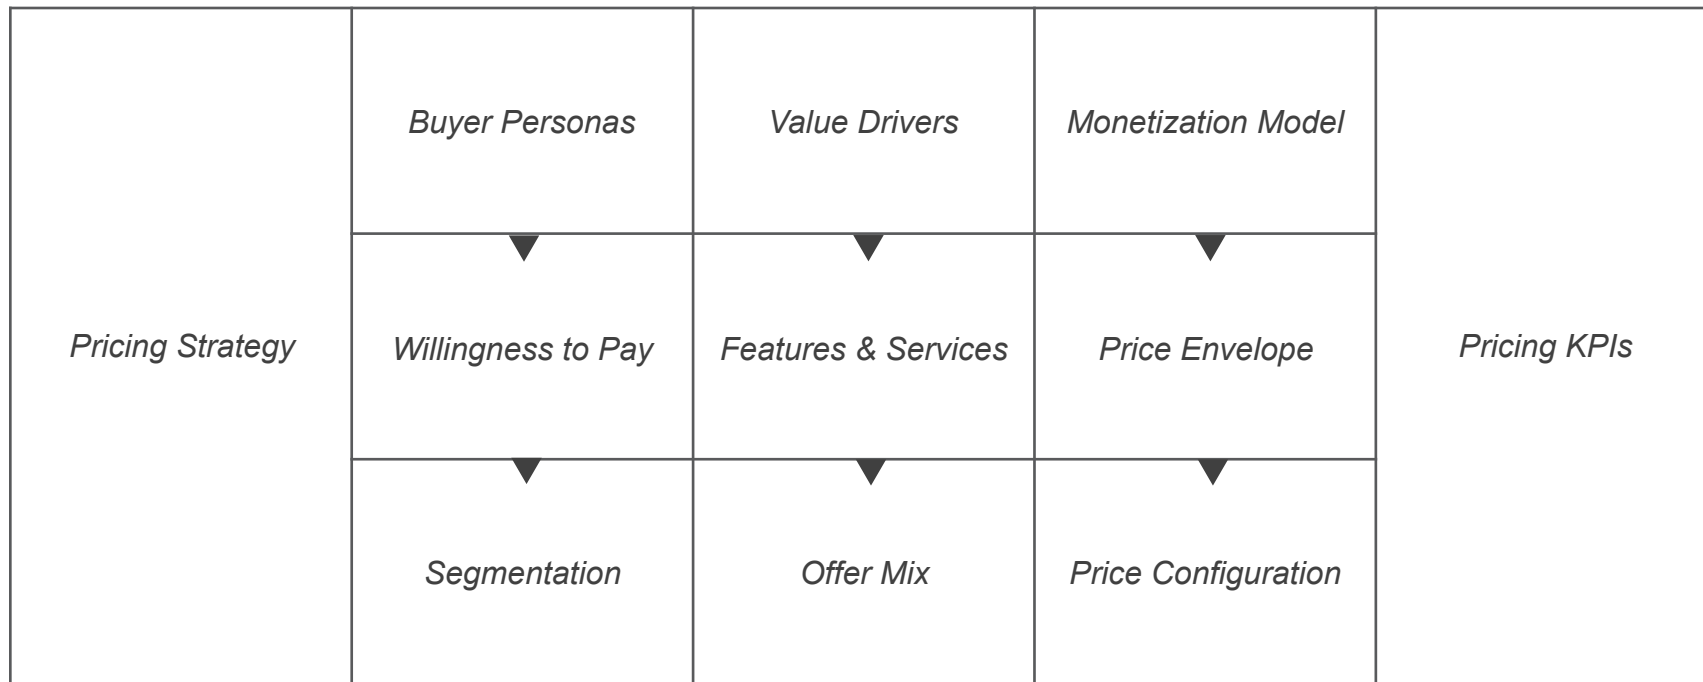 Buyer Personas
Value Drivers
Monetization Model
Pricing Strategy
Willingness to Pay
Features & Services
Price Envelope
Pricing KPIs
Segmentation
Offer Mix
Price Configuration